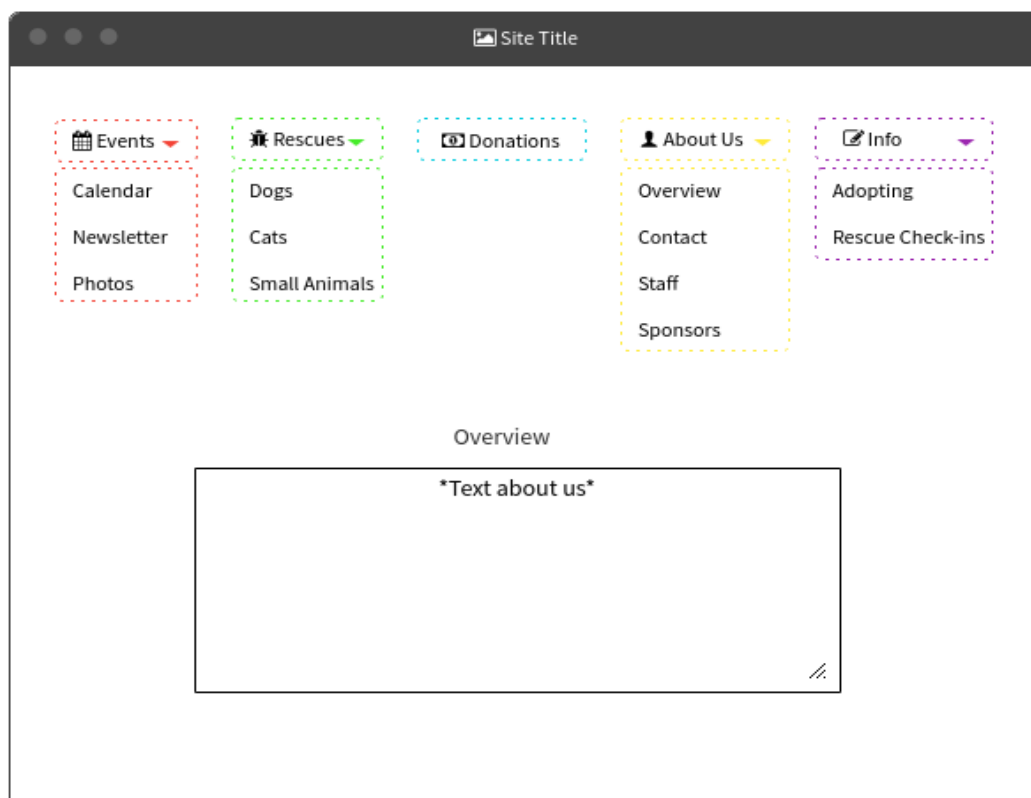 Site Title
Events
Rescues
Donations
About Us
Info
Calendar
Newsletter
Photos
Dogs
Cats
Small Animals
Overview
Contact
Staff
Sponsors
Adopting
Rescue Check-ins
Overview
*Text about us*